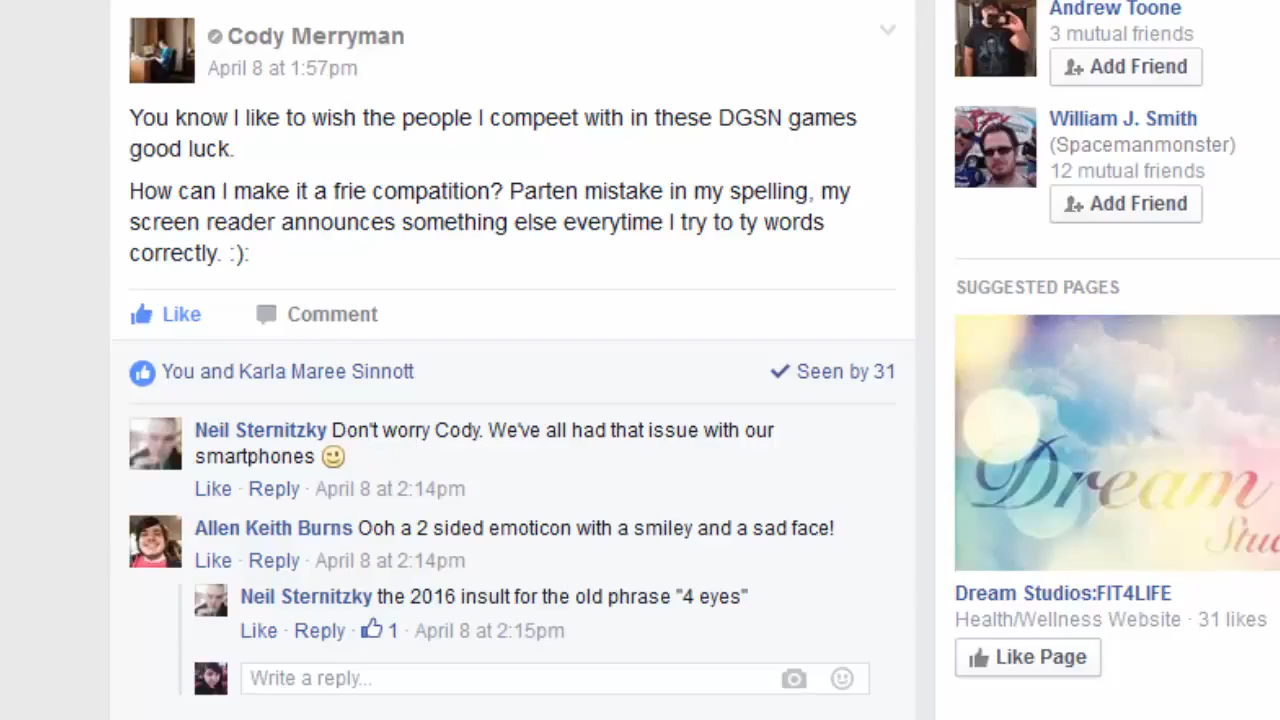 Cody Merryman
April 8 at 1:57pm
You know I like to wish the people I compeet with in these DGSN games
good luck.
How can I make it a frie compatition? Parten mistake in my spelling, my
screen reader announces something else everytime I try to ty words
correctly. :):
Like Comment
You and Karla Maree Sinnott Seen by 31
Neil Sternitzky Don't worry Cody. We've all had that issue with our
smartphones
Like · Reply · April 8 at 2:14pm
Allen Keith Burns Ooh a 2 sided emoticon with a smiley and a sad face!
Like · Reply · April 8 at 2:14pm
Neil Sternitzky the 2016 insult for the old phrase "4 eyes"
Like · Reply · 1 · April 8 at 2:15pm
Write a reply...
Andrew Toone
3 mutual friends
Add Friend
William J. Smith
(Spacemanmonster)
12 mutual friends
Add Friend
SUGGESTED PAGES
Dream
Dream Studios:FIT4LIFE
Health/Wellness Website · 31 likes
Like Page